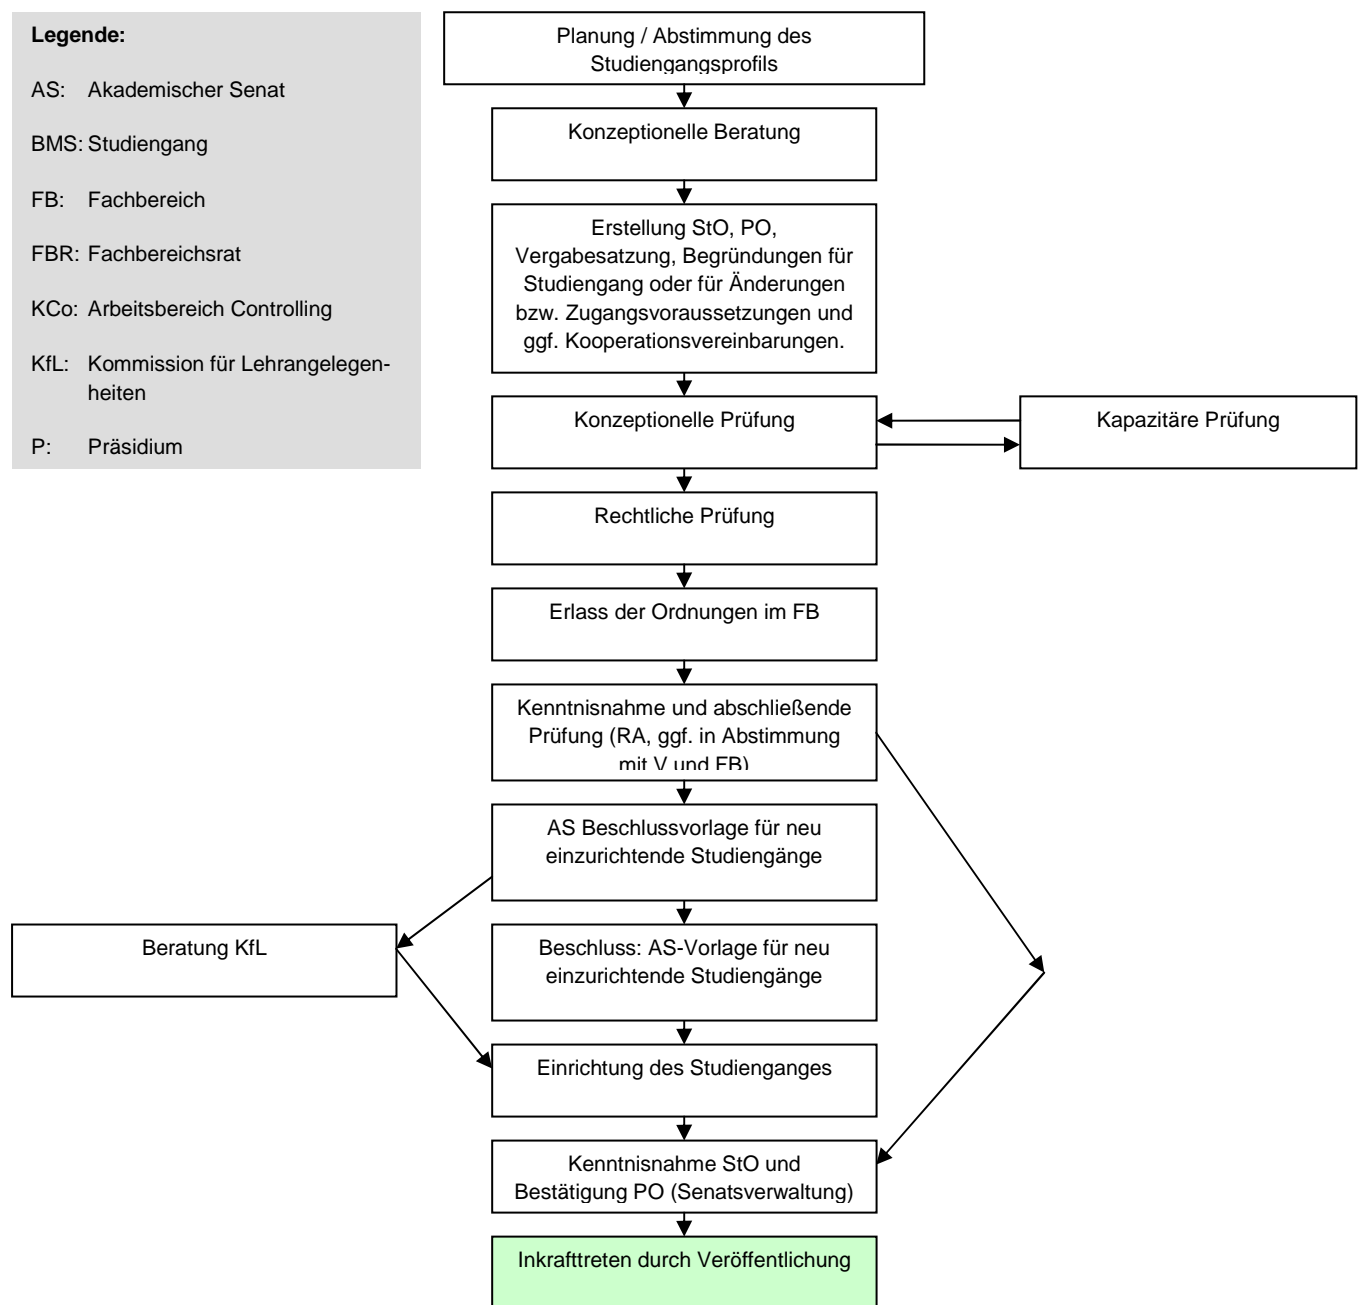 Legende:
AS: Akademischer Senat
BMS: Studiengang
FB: Fachbereich
FBR: Fachbereichsrat
KCo: Arbeitsbereich Controlling
KfL: Kommission für Lehrangelegen-
heiten
P: Präsidium
Planung / Abstimmung des
Studiengangsprofils
Konzeptionelle Beratung
Erstellung StO, PO,
Vergabesatzung, Begründungen für
Studiengang oder für Änderungen
bzw. Zugangsvoraussetzungen und
ggf. Kooperationsvereinbarungen.
Konzeptionelle Prüfung
Kapazitäre Prüfung
Rechtliche Prüfung
Erlass der Ordnungen im FB
Kenntnisnahme und abschließende
Prüfung (RA, ggf. in Abstimmung
mit V und FB)
AS Beschlussvorlage für neu
einzurichtende Studiengänge
Beratung KfL
Beschluss: AS-Vorlage für neu
einzurichtende Studiengänge
Einrichtung des Studienganges
Kenntnisnahme StO und
Bestätigung PO (Senatsverwaltung)
Inkrafttreten durch Veröffentlichung